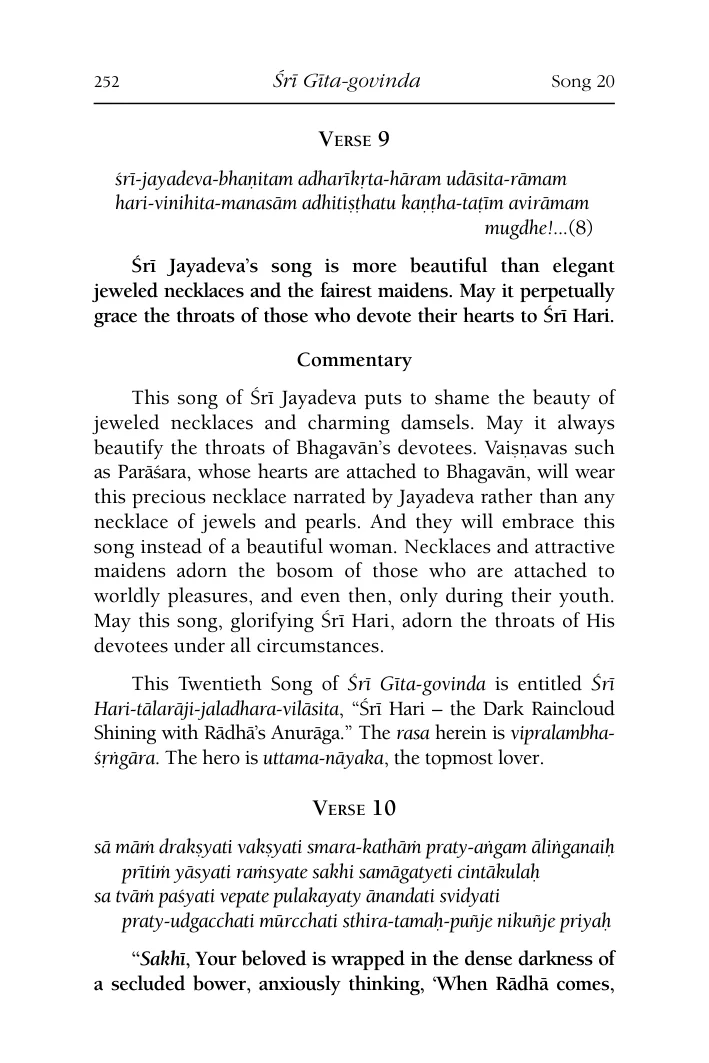 252 Śrī Gīta-govinda Song 20
Verse 9
śrī-jayadeva-bhaṇitam adharīkṛta-hāram udāsita-rāmam
hari-vinihita-manasām adhitiṣṭhatu kaṇṭha-taṭīm avirāmam
mugdhe!...(8)
Śrī Jayadeva’s song is more beautiful than elegant
jeweled necklaces and the fairest maidens. May it perpetually
grace the throats of those who devote their hearts to Śrī Hari.
Commentary
This song of Śrī Jayadeva puts to shame the beauty of
jeweled necklaces and charming damsels. May it always
beautify the throats of Bhagavān’s devotees. Vaiṣṇavas such
as Parāśara, whose hearts are attached to Bhagavān, will wear
this precious necklace narrated by Jayadeva rather than any
necklace of jewels and pearls. And they will embrace this
song instead of a beautiful woman. Necklaces and attractive
maidens adorn the bosom of those who are attached to
worldly pleasures, and even then, only during their youth.
May this song, glorifying Śrī Hari, adorn the throats of His
devotees under all circumstances.
This Twentieth Song of Śrī Gīta-govinda is entitled Śrī
Hari-tālarāji-jaladhara-vilāsita, “Śrī Hari – the Dark Raincloud
Shining with Rādhā’s Anurāga.” The rasa herein is vipralambha-
śṛṅgāra. The hero is uttama-nāyaka, the topmost lover.
Verse 10
sā māṁ drakṣyati vakṣyati smara-kathāṁ praty-aṅgam āliṅganaiḥ
prītiṁ yāsyati raṁsyate sakhi samāgatyeti cintākulaḥ
sa tvāṁ paśyati vepate pulakayaty ānandati svidyati
praty-udgacchati mūrcchati sthira-tamaḥ-puñje nikuñje priyaḥ
“Sakhī, Your beloved is wrapped in the dense darkness of
a secluded bower, anxiously thinking, ‘When Rādhā comes,